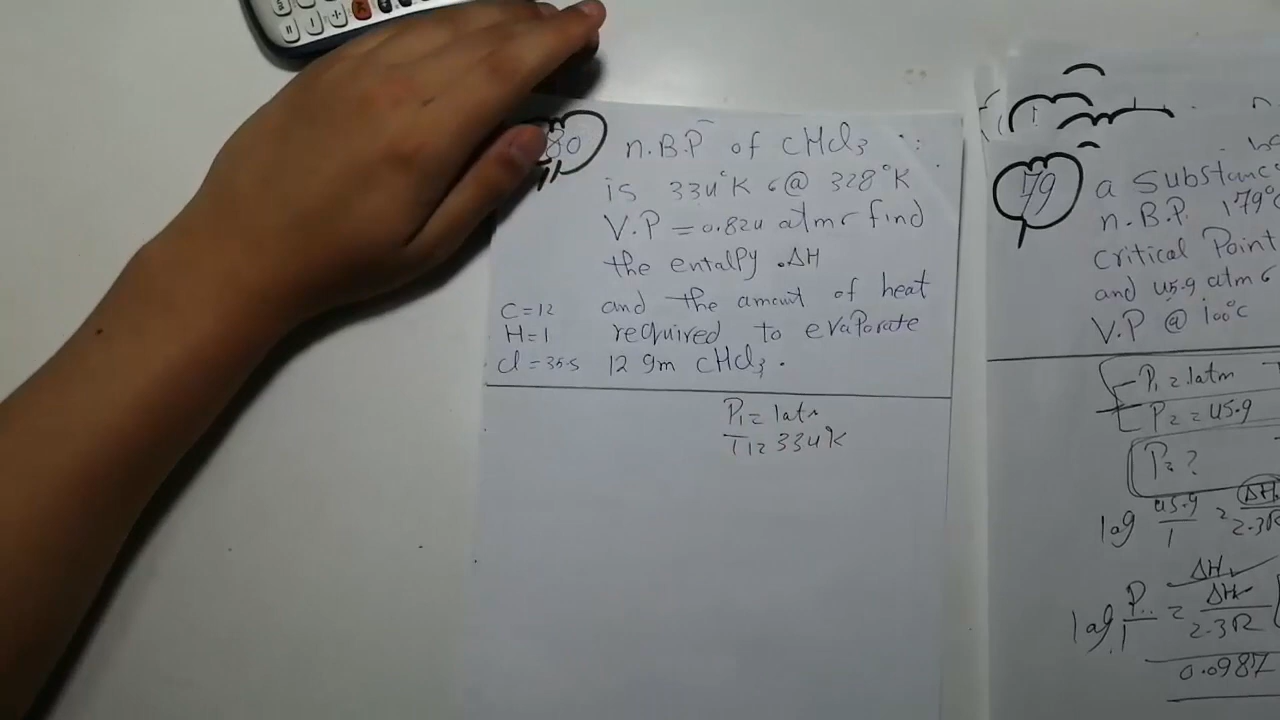 80 n.B.P of CHCl3
is 334°K, @ 328°K
V.P = 0.824 atm, find
the entalpy .ΔH
and the amount of heat
required to evaporate
12 gm CHCl3.
C=12
H=1
Cl=35.5
P1 = 1atm
T1 = 334K
79 a Substance
n.B.P. 179°C
Critical Point
and 45.9 atm,
V.P @ 100°C
P1 = 1atm
P2 = 45.9
P ?
log 45.9/1 = ΔH/2.3R
ΔH
log P/1 = ΔH/2.3R
0.0987